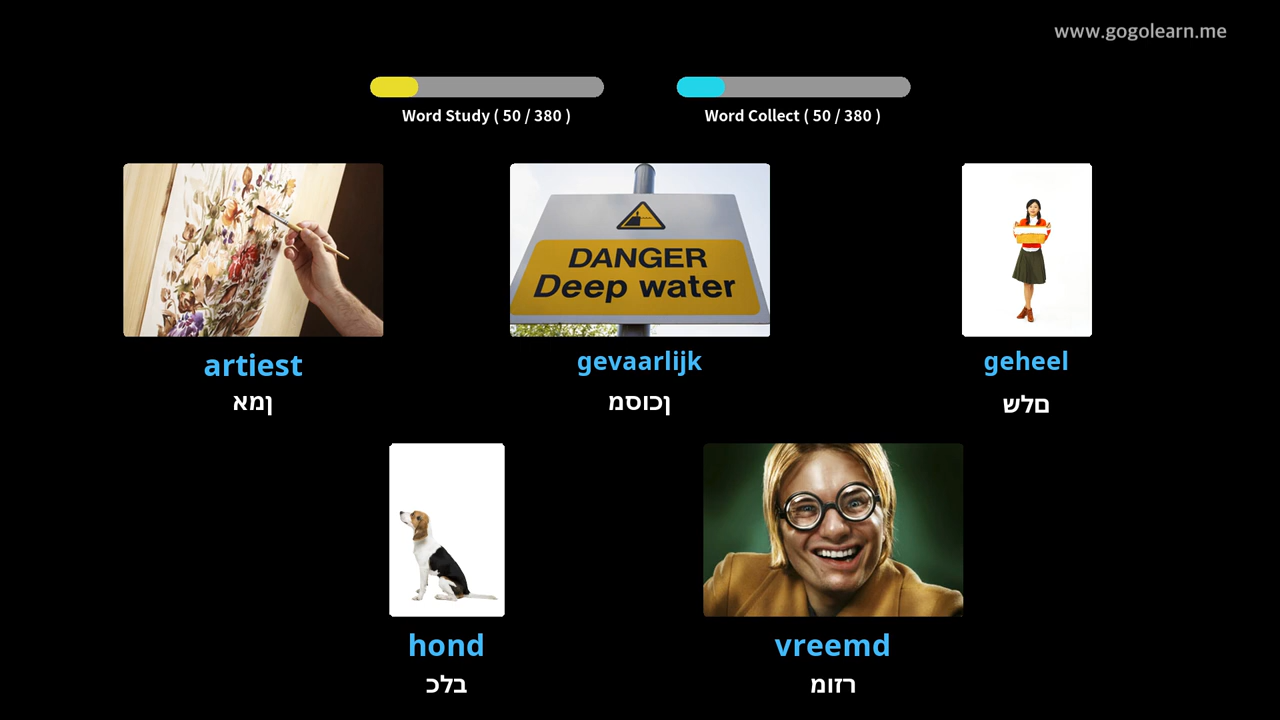 www.gogolearn.me
Word Study ( 50 / 380 )
Word Collect ( 50 / 380 )
DANGER
Deep water
artiest
ןמא
gevaarlijk
ןכוסמ
geheel
םלש
hond
בלכ
vreemd
רזומ